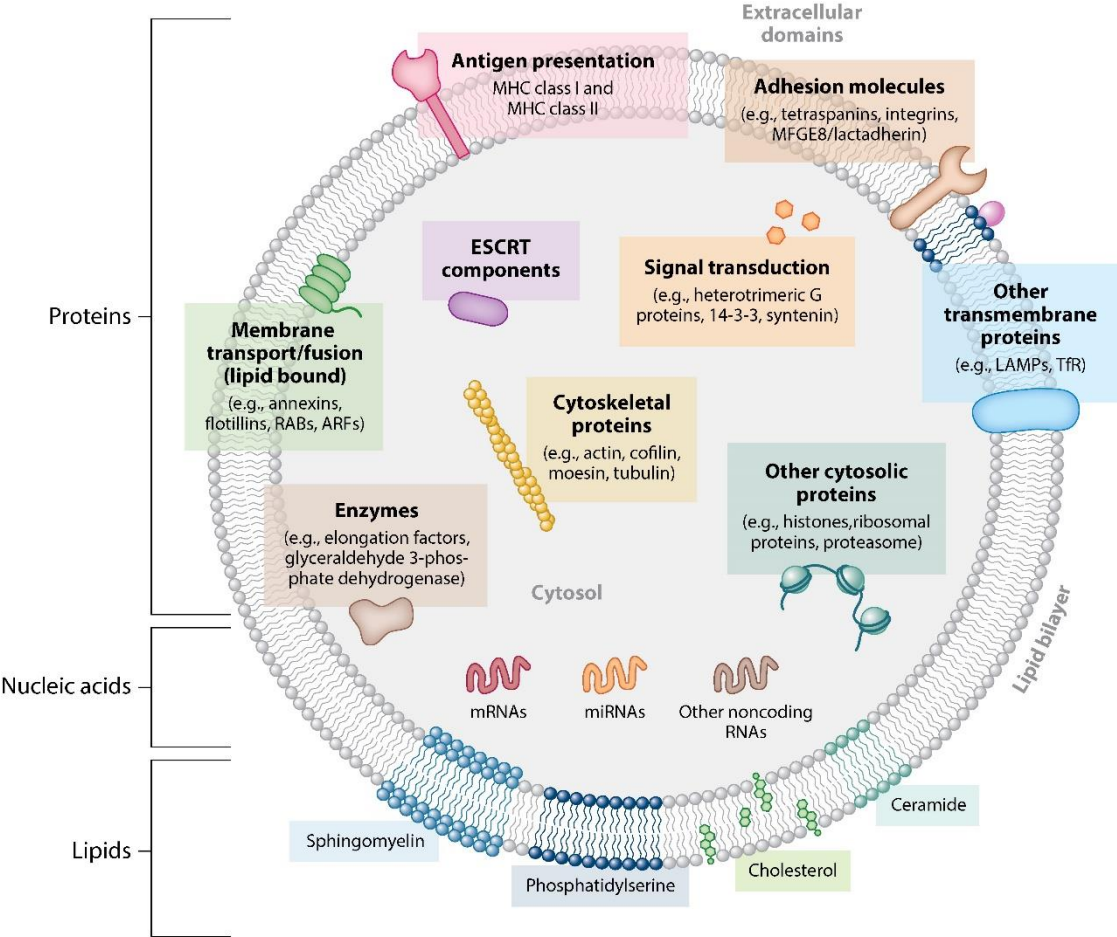 Extracellular
domains
Antigen presentation
MHC class I and
MHC class II
Adhesion molecules
(e.g., tetraspanins, integrins,
MFGE8/lactadherin)
ESCRT
components
Signal transduction
(e.g., heterotrimeric G
proteins, 14-3-3, syntenin)
Other
transmembrane
proteins
(e.g., LAMPs, TfR)
Proteins
Membrane
transport/fusion
(lipid bound)
(e.g., annexins,
flotillins, RABs, ARFs)
Cytoskeletal
proteins
(e.g., actin, cofilin,
moesin, tubulin)
Other cytosolic
proteins
(e.g., histones,ribosomal
proteins, proteasome)
Enzymes
(e.g., elongation factors,
glyceraldehyde 3-phos-
phate dehydrogenase)
Cytosol
Lipid bilayer
Nucleic acids
mRNAs
miRNAs
Other noncoding
RNAs
Lipids
Sphingomyelin
Phosphatidylserine
Cholesterol
Ceramide